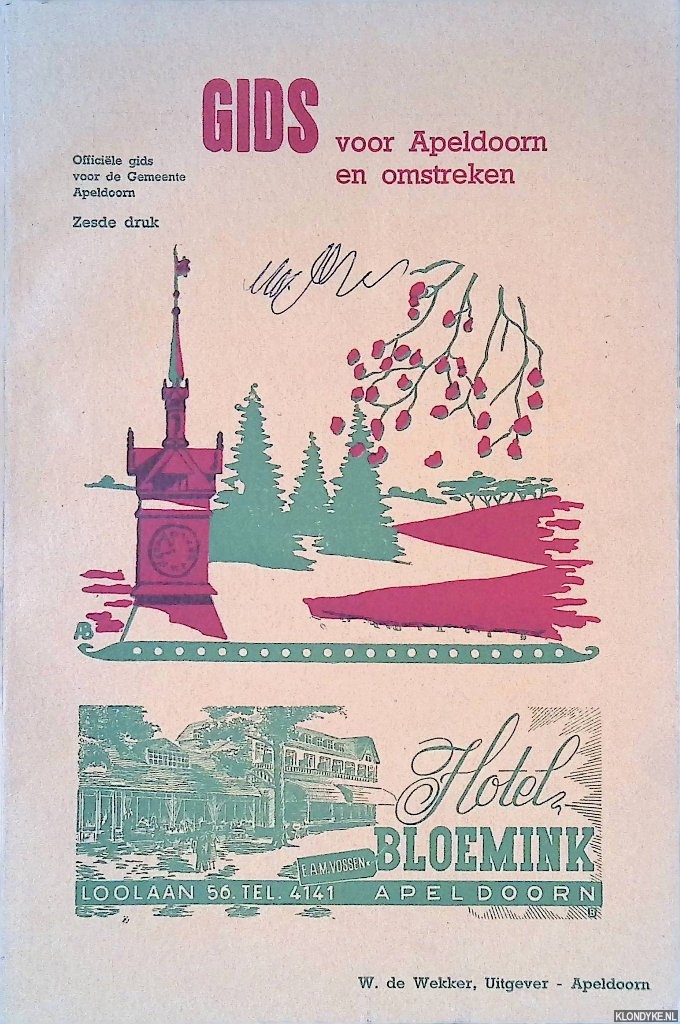 GIDS
voor Apeldoorn
en omstreken
Officiële gids
voor de Gemeente
Apeldoorn
Zesde druk
AB
Hotel
BLOEMINK
E.A.M.VOSSEN
LOOLAAN 56. TEL. 4141 APELDOORN
W. de Wekker, Uitgever - Apeldoorn
KLONDYKE.NL